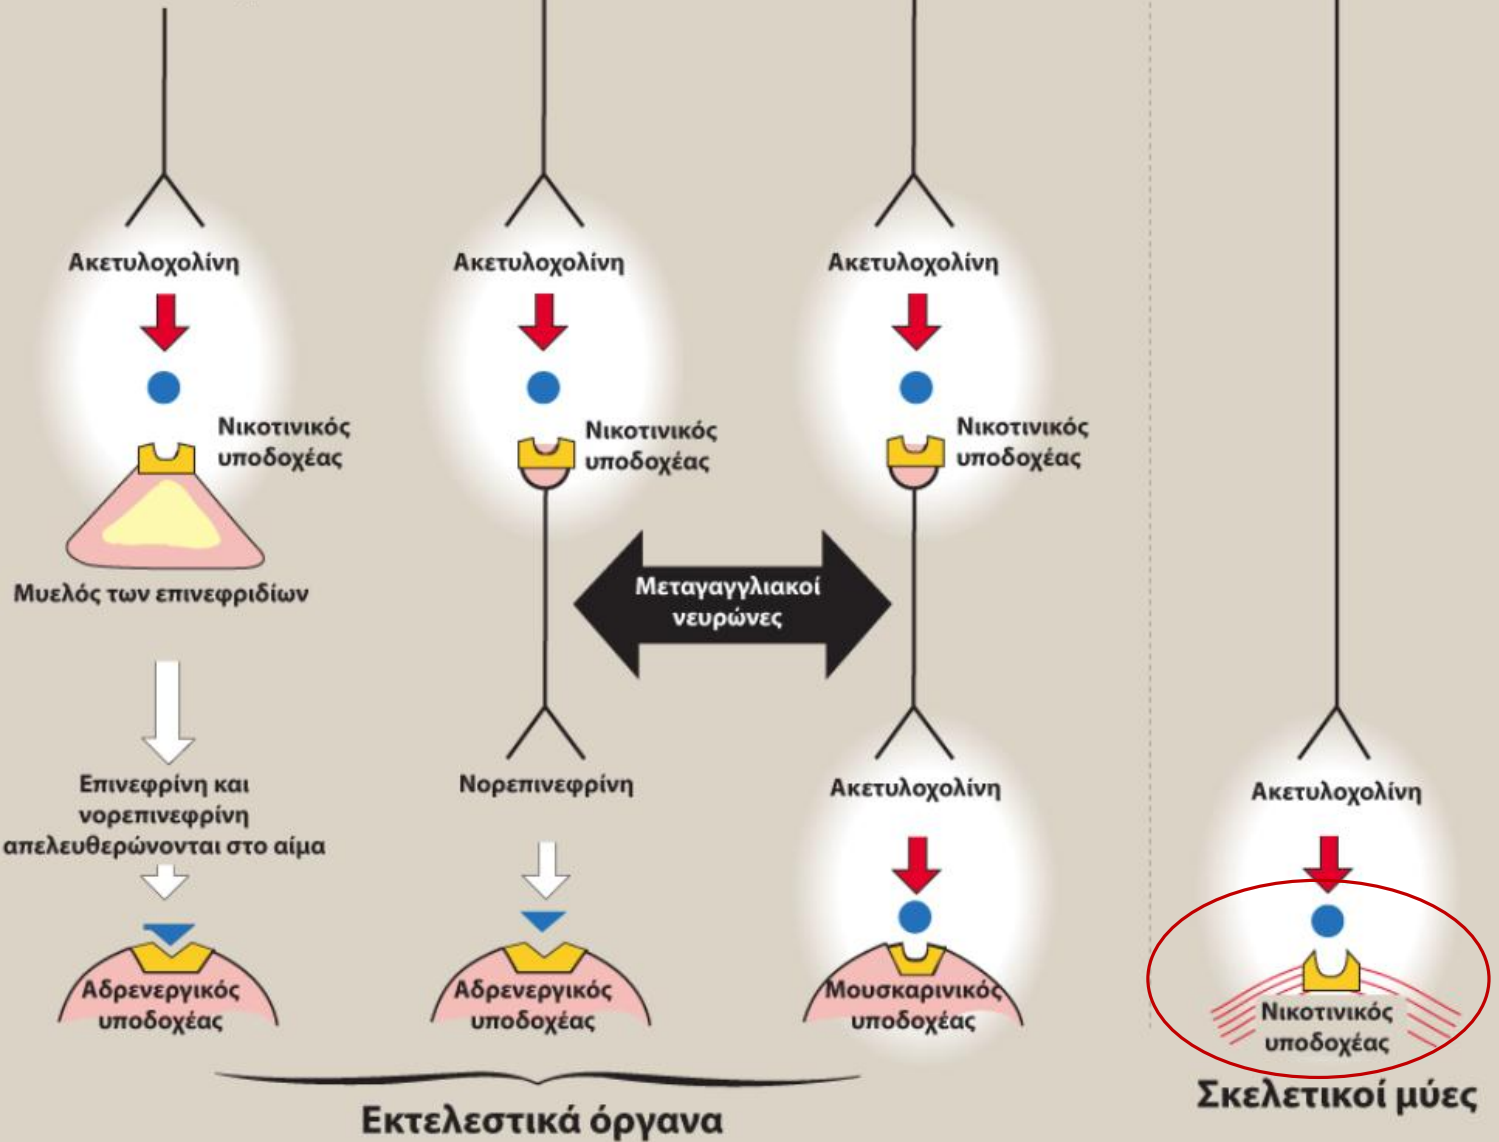 Ακετυλοχολίνη
Ακετυλοχολίνη
Ακετυλοχολίνη
Νικοτινικός
υποδοχέας
Νικοτινικός
υποδοχέας
Νικοτινικός
υποδοχέας
Μυελός των επινεφριδίων
Μεταγαγγλιακοί
νευρώνες
Επινεφρίνη και
νορεπινεφρίνη
απελευθερώνονται στο αίμα
Νορεπινεφρίνη
Ακετυλοχολίνη
Ακετυλοχολίνη
Αδρενεργικός
υποδοχέας
Αδρενεργικός
υποδοχέας
Μουσκαρινικός
υποδοχέας
Νικοτινικός
υποδοχέας
Εκτελεστικά όργανα
Σκελετικοί μύες